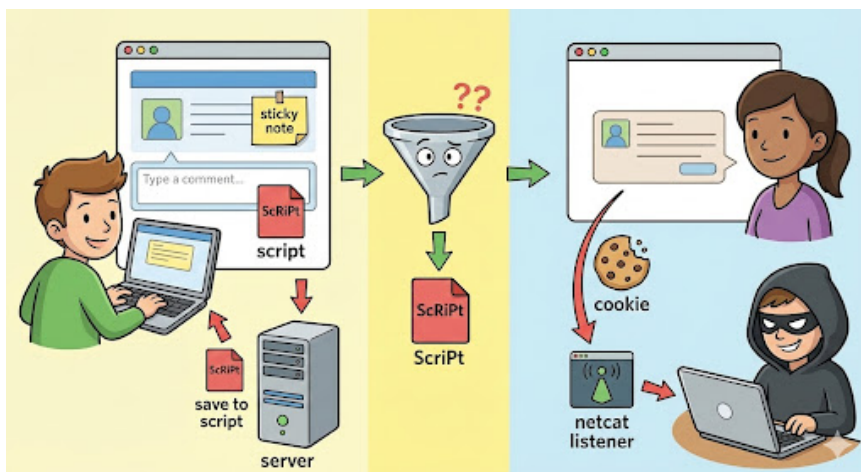 sticky
note
Type a comment...
ScRiPt
script
ScRiPt
save to
script
server
??
ScRiPt
ScriPt
cookie
netcat
listener